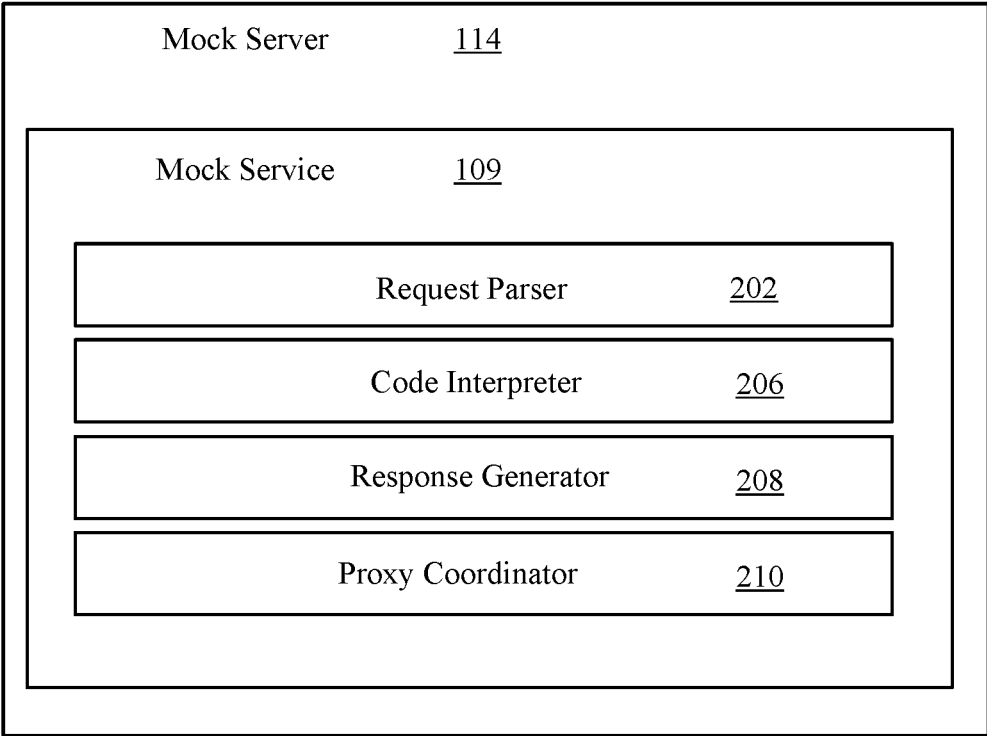 Mock Server 114
Mock Service 109
Request Parser 202
Code Interpreter 206
Response Generator 208
Proxy Coordinator 210